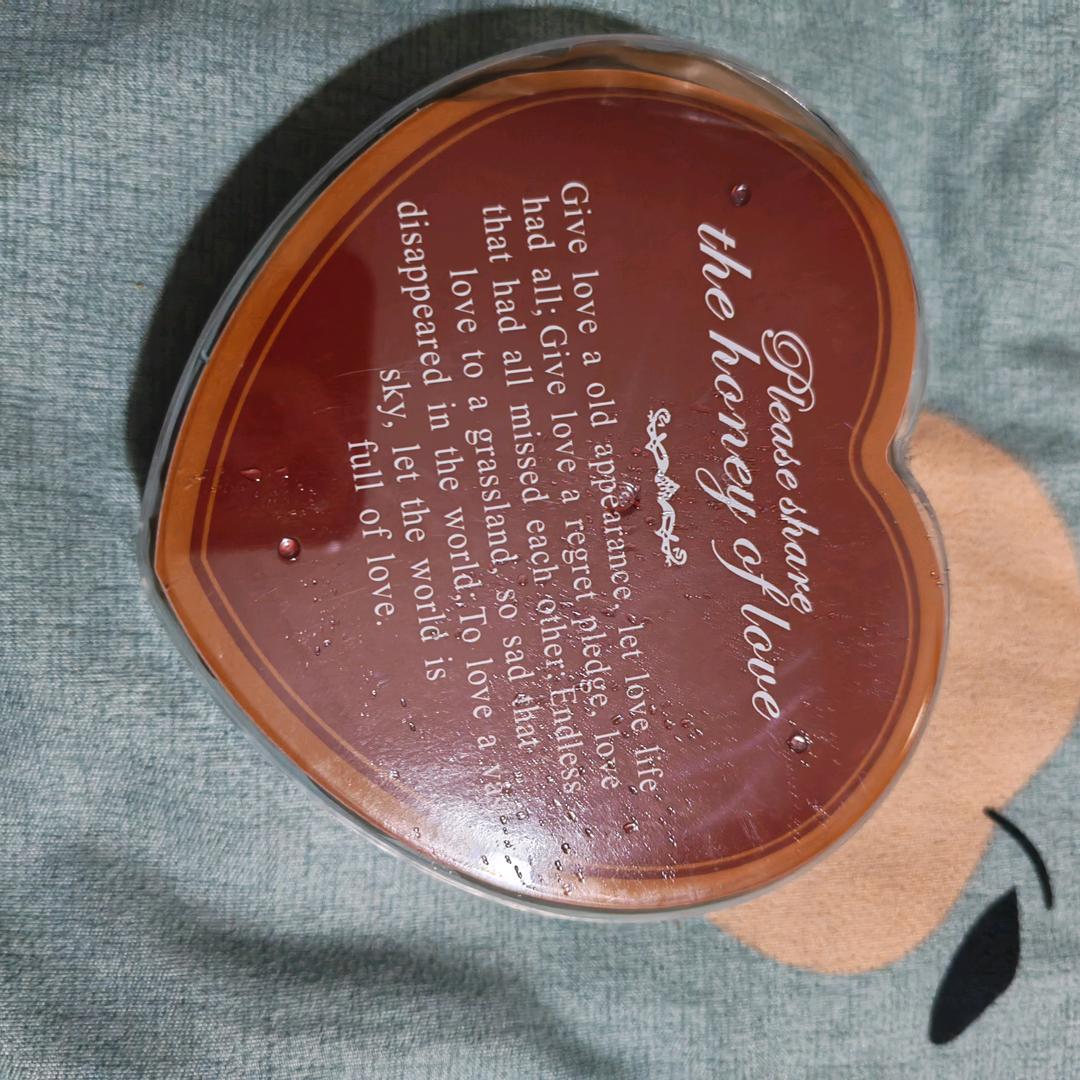 Please share
the honey of love
Give love a old appearance, let love life
had all; Give love a regret pledge, love
that had all missed each other; Endless
love to a grassland, so sad that
disappeared in the world; To love a
sky, let the world is
full of love.